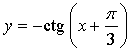 y = −ctg(x + π/3)